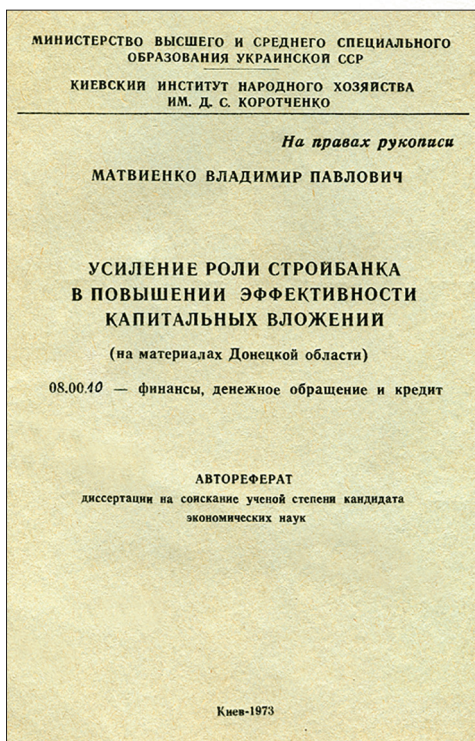 МИНИСТЕРСТВО ВЫСШЕГО И СРЕДНЕГО СПЕЦИАЛЬНОГО
ОБРАЗОВАНИЯ УКРАИНСКОЙ ССР
КИЕВСКИЙ ИНСТИТУТ НАРОДНОГО ХОЗЯЙСТВА
ИМ. Д. С. КОРОТЧЕНКО
На правах рукописи
МАТВИЕНКО ВЛАДИМИР ПАВЛОВИЧ
УСИЛЕНИЕ РОЛИ СТРОЙБАНКА
В ПОВЫШЕНИИ ЭФФЕКТИВНОСТИ
КАПИТАЛЬНЫХ ВЛОЖЕНИЙ
(на материалах Донецкой области)
08.00.10 — финансы, денежное обращение и кредит
АВТОРЕФЕРАТ
диссертации на соискание ученой степени кандидата
экономических наук
Киев-1973